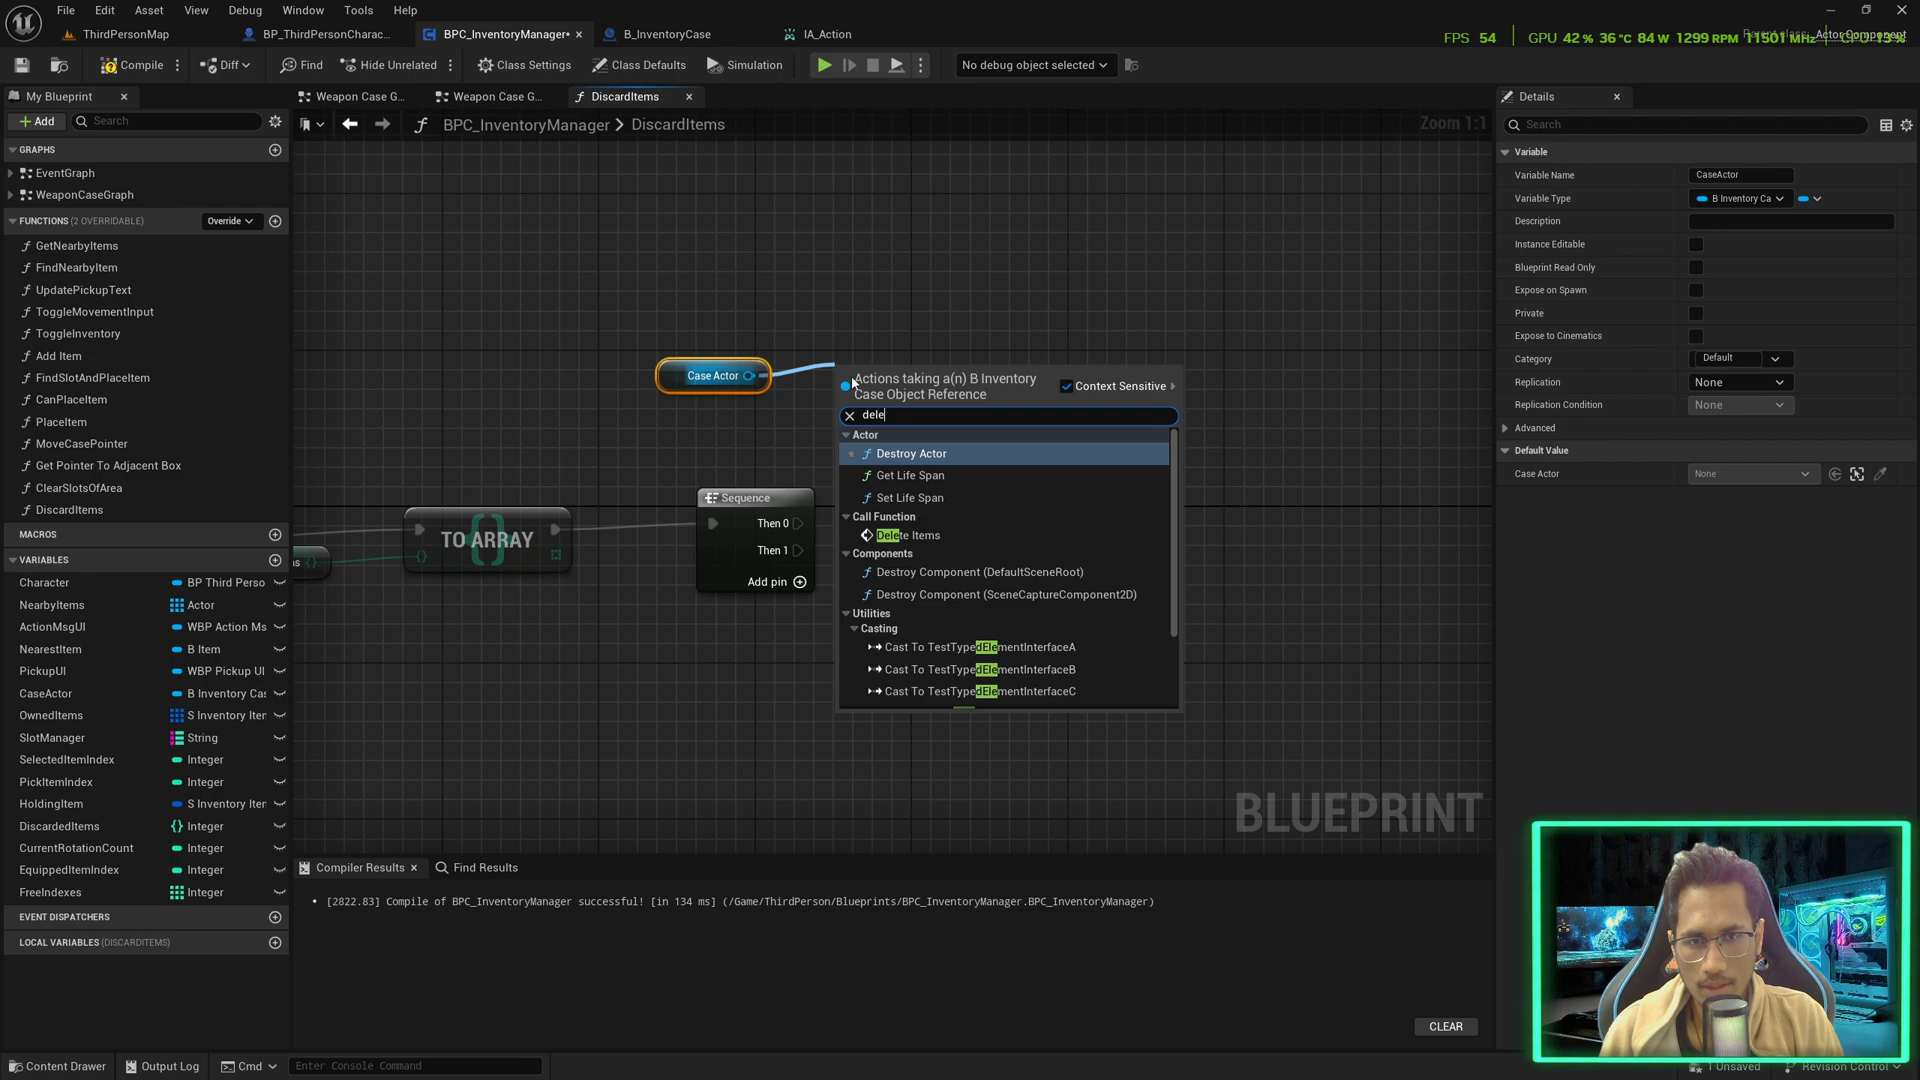 File Edit Asset View Debug Window Tools Help
ThirdPersonMap BP_ThirdPersonCharac... BPC_InventoryManager• B_InventoryCase IA_Action
FPS 54 GPU 42 % 36 °C 84 W 1299 RPM
Actor Component
Compile Diff Find Hide Unrelated Class Settings Class Defaults Simulation No debug object selected
My Blueprint Weapon Case G... Weapon Case G... DiscardItems Details
Add Search BPC_InventoryManager > DiscardItems Zoom 1:1 Search
GRAPHS
EventGraph
WeaponCaseGraph
FUNCTIONS (2 OVERRIDABLE) Override
GetNearbyItems
FindNearbyItem
UpdatePickupText
ToggleMovementInput
ToggleInventory
Add Item
FindSlotAndPlaceItem
CanPlaceItem
PlaceItem
MoveCasePointer
Get Pointer To Adjacent Box
ClearSlotsOfArea
DiscardItems
MACROS
VARIABLES
Character BP Third Perso
NearbyItems Actor
ActionMsgUI WBP Action Ms
NearestItem B Item
PickupUI WBP Pickup UI
CaseActor B Inventory Cas
OwnedItems S Inventory Iter
SlotManager String
SelectedItemIndex Integer
PickItemIndex Integer
HoldingItem S Inventory Iter
DiscardedItems Integer
CurrentRotationCount Integer
EquippedItemIndex Integer
FreeIndexes Integer
EVENT DISPATCHERS
LOCAL VARIABLES (DISCARDITEMS)
Case Actor
TO ARRAY
Sequence
Then 0
Then 1
Add pin
Actions taking a(n) B Inventory
Case Object Reference
Context Sensitive
dele
Actor
Destroy Actor
Get Life Span
Set Life Span
Call Function
Delete Items
Components
Destroy Component (DefaultSceneRoot)
Destroy Component (SceneCaptureComponent2D)
Utilities
Casting
Cast To TestTypedElementInterfaceA
Cast To TestTypedElementInterfaceB
Cast To TestTypedElementInterfaceC
BLUEPRINT
Variable
Variable Name CaseActor
Variable Type B Inventory Ca
Description
Instance Editable
Blueprint Read Only
Expose on Spawn
Private
Expose to Cinematics
Category Default
Replication None
Replication Condition None
Advanced
Default Value
Case Actor None
Compiler Results Find Results
[2822.83] Compile of BPC_InventoryManager successful! [in 134 ms] (/Game/ThirdPerson/Blueprints/BPC_InventoryManager.BPC_InventoryManager)
CLEAR
Content Drawer Output Log Cmd Enter Console Command 1 Unsaved Revision Control